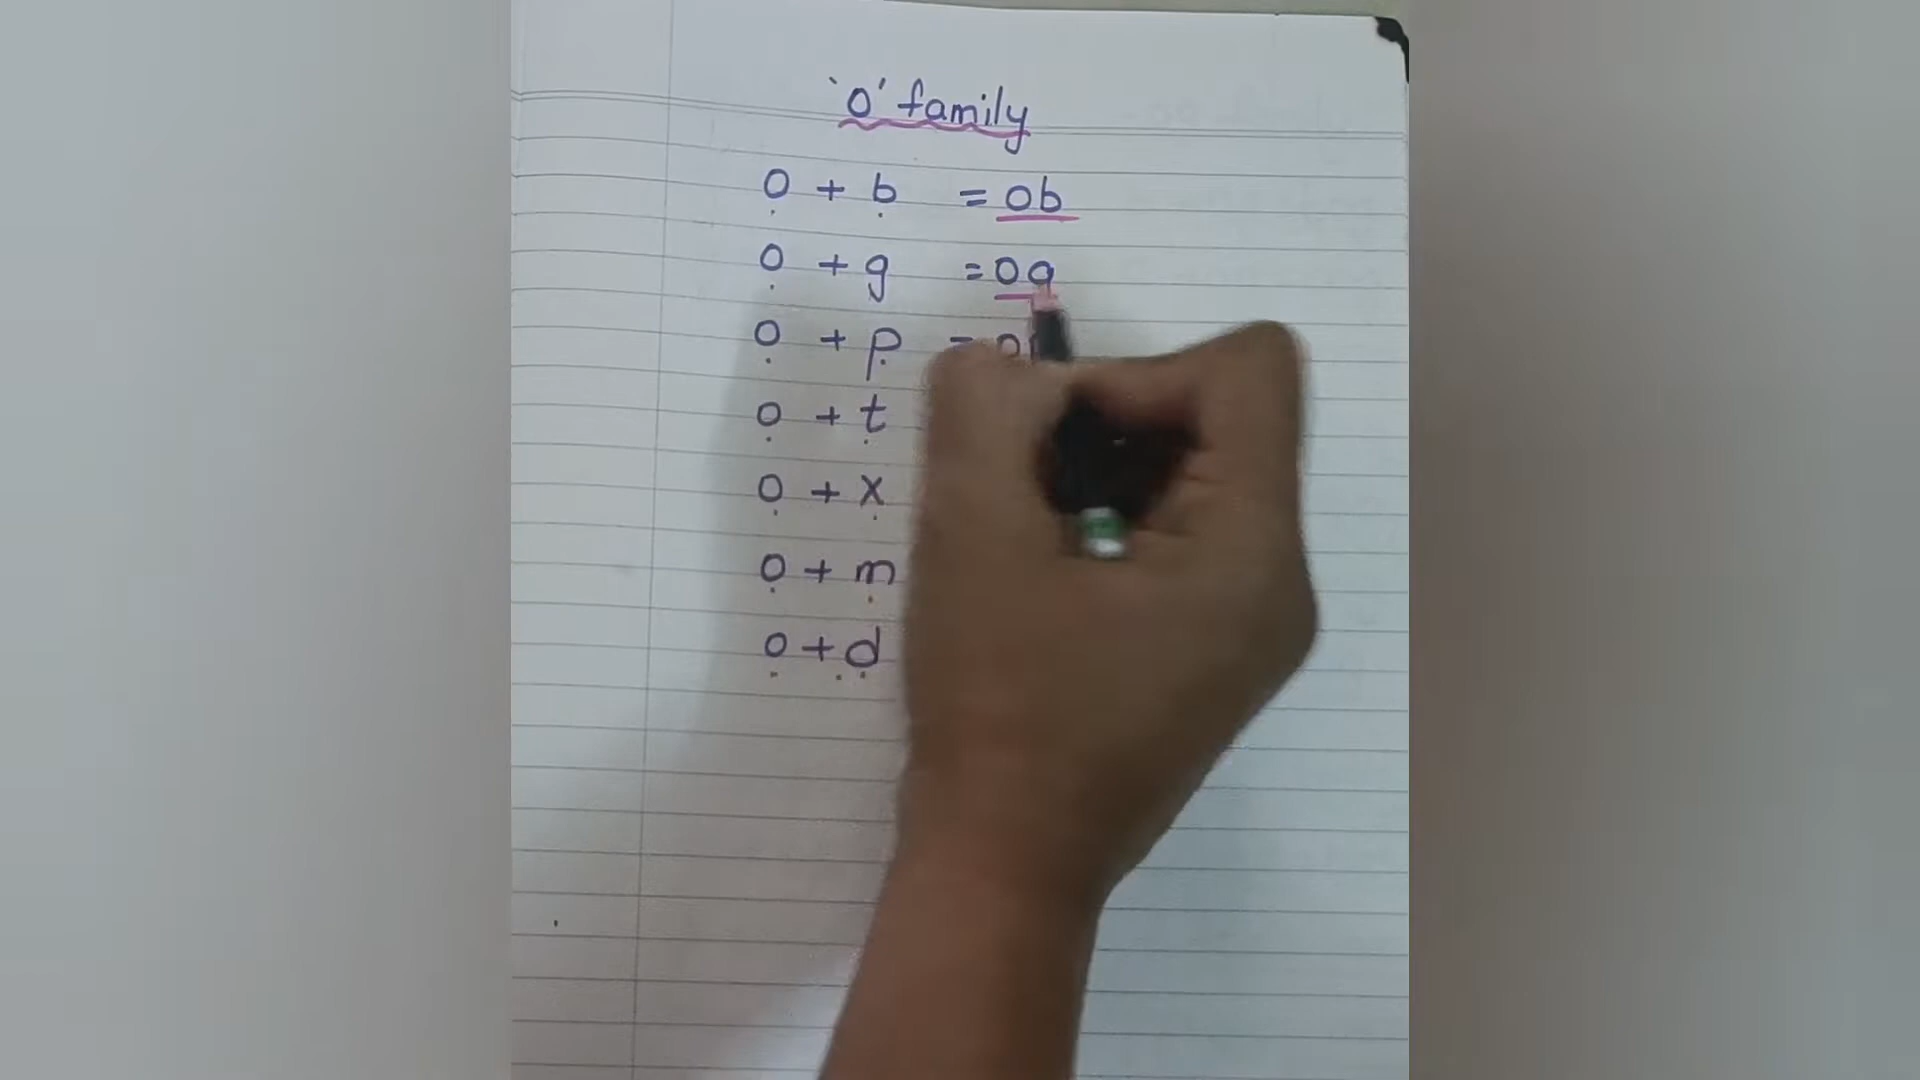 'O' family
o + b = ob
o + g = og
o + p = o
o + t
o + x
o + m
o + d